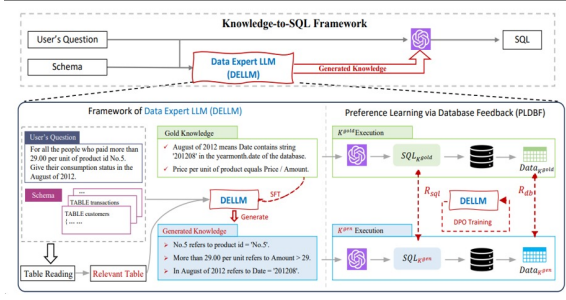 Knowledge-to-SQL Framework
User's Question
SQL
Schema
Data Expert LLM
(DELLM)
Generated Knowledge
Framework of Data Expert LLM (DELLM)
Preference Learning via Database Feedback (PLDBF)
User's Question
For all the people who paid more than
29.00 per unit of product id No.5.
Give their consumption status in the
August of 2012.
Schema
....
TABLE transactions
TABLE customers
{ ... ...
Table Reading
Relevant Table
Gold Knowledge
✓ August of 2012 means Date contains string
'201208' in the yearmonth.date of the database.
✓ Price per unit of product equals Price / Amount.
SFT
DELLM
Generate
Generated Knowledge
➤ No.5 refers to product id = 'No.5'.
➤ More than 29.00 per unit refers to Amount > 29.
➤ In August of 2012 refers to Date = '201208'.
K^gold Execution
SQL_K^gold
Data_K^gold
R_sql
DELLM
DPO Training
R_db
K^gen Execution
SQL_K^gen
Data_K^gen